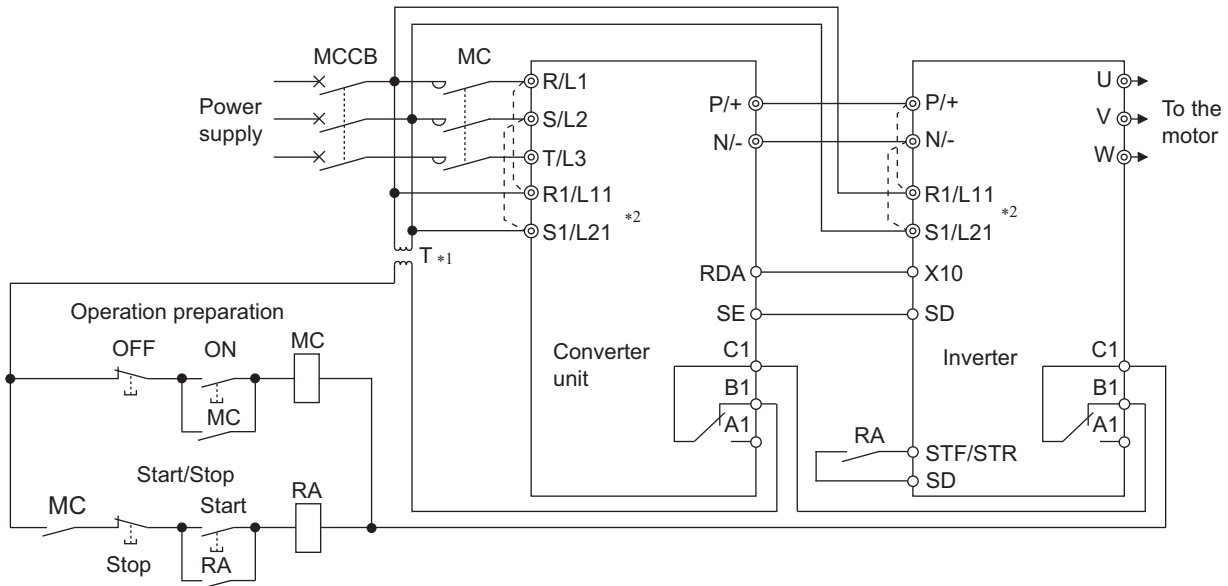 MCCB
MC
Power
supply
R/L1
S/L2
T/L3
R1/L11
*2
S1/L21
T *1
P/+
N/-
P/+
N/-
R1/L11
*2
S1/L21
U
V
W
To the
motor
RDA
X10
SE
SD
Operation preparation
OFF
ON
MC
MC
Converter
unit
C1
B1
A1
Inverter
C1
B1
A1
RA
STF/STR
SD
Start/Stop
MC
Start
RA
Stop
RA